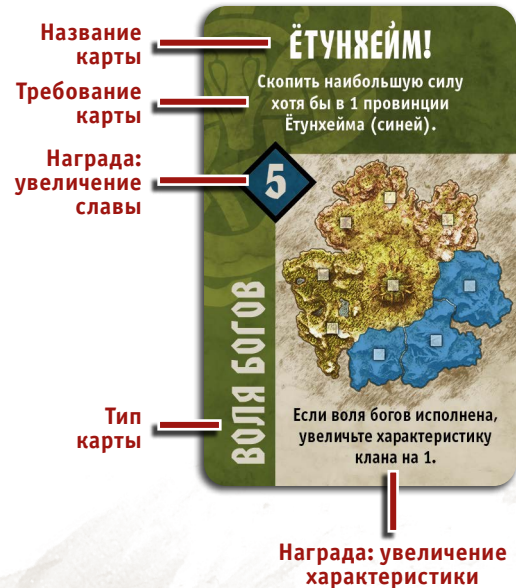 Название
карты
ЁТУНХЕЙМ!
Требование
карты
Скопить наибольшую силу
хотя бы в 1 провинции
Ётунхейма (синей).
Награда:
увеличение
славы
5
Тип
карты
ВОЛЯ БОГОВ
Если воля богов исполнена,
увеличьте характеристику
клана на 1.
Награда: увеличение
характеристики